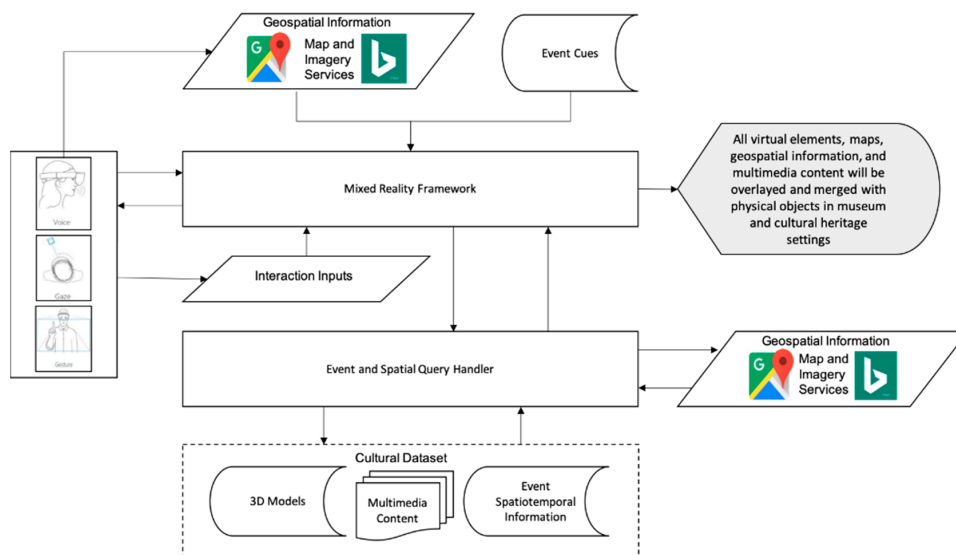 Geospatial Information
G
Map and
Imagery
Services
Event Cues
Voice
Gaze
Gesture
Mixed Reality Framework
All virtual elements, maps,
geospatial information, and
multimedia content will be
overlayed and merged with
physical objects in museum
and cultural heritage
settings
Interaction Inputs
Event and Spatial Query Handler
Geospatial Information
G
Map and
Imagery
Services
Cultural Dataset
3D Models
Multimedia
Content
Event
Spatiotemporal
Information